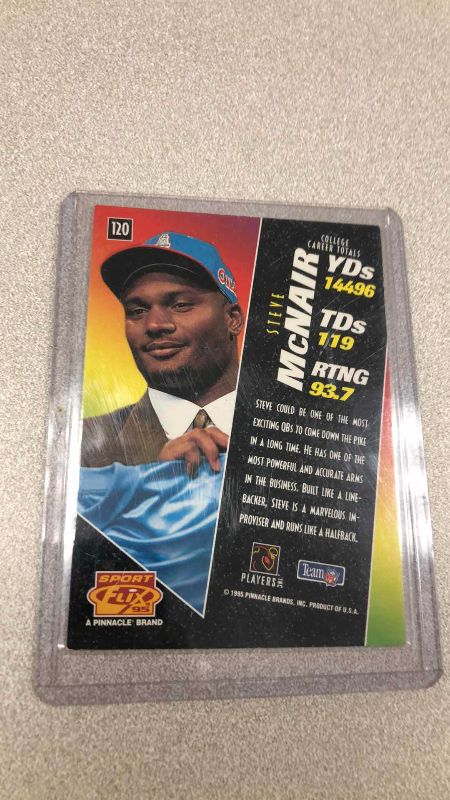 120
COLLEGE
CAREER TOTALS
STEVE
McNAIR
YDs
14496
TDs
119
RTNG
93.7
STEVE COULD BE ONE OF THE MOST
EXCITING QBS TO COME DOWN THE PIKE
IN A LONG TIME. HE HAS ONE OF THE
MOST POWERFUL AND ACCURATE ARMS
IN THE BUSINESS. BUILT LIKE A LINE-
BACKER, STEVE IS A MARVELOUS IM-
PROVISER AND RUNS LIKE A HALFBACK.
PLAYERS INC
Team NFL
© 1995 PINNACLE BRANDS, INC. PRODUCT OF U.S.A.
SPORT
FLIX
95
A PINNACLE® BRAND